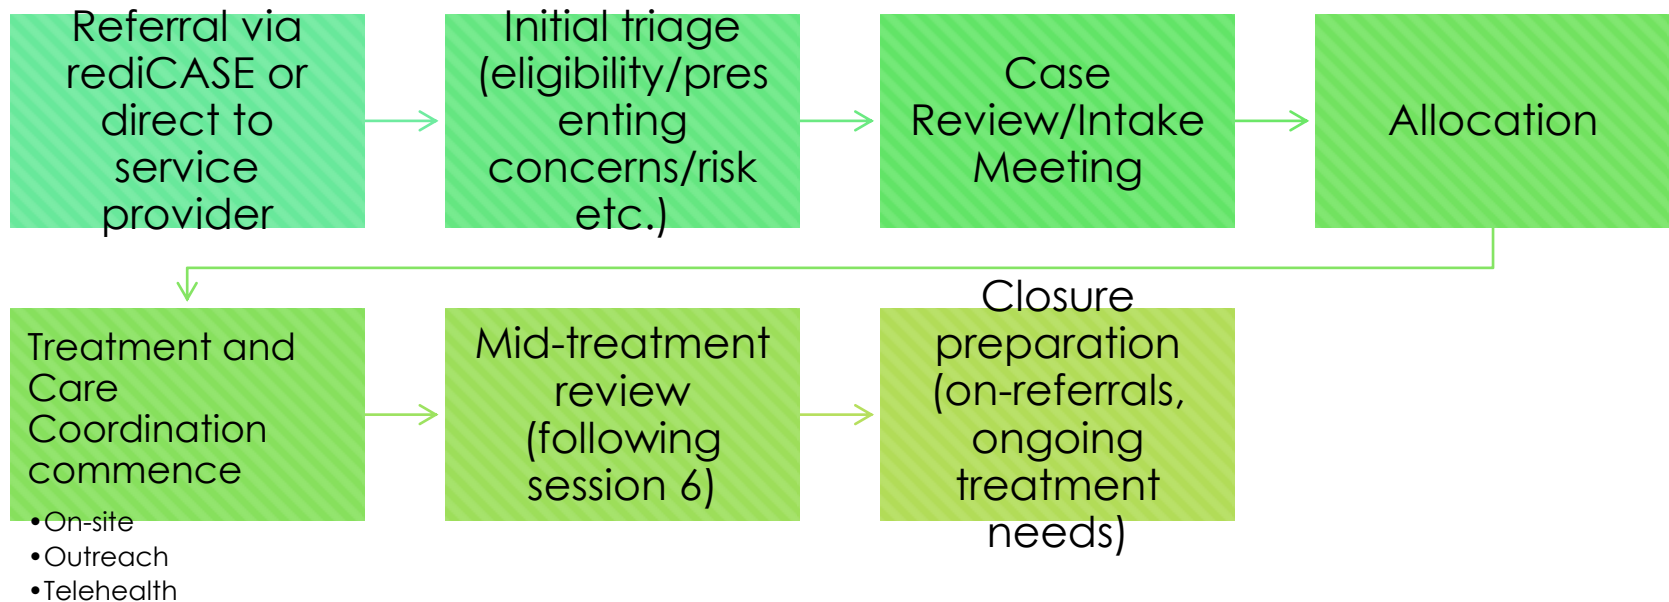 Referral via
rediCASE or
direct to
service
provider
Initial triage
(eligibility/pres
enting
concerns/risk
etc.)
Case
Review/Intake
Meeting
Allocation
Treatment and
Care
Coordination
commence
•On-site
•Outreach
•Telehealth
Mid-treatment
review
(following
session 6)
Closure
preparation
(on-referrals,
ongoing
treatment
needs)